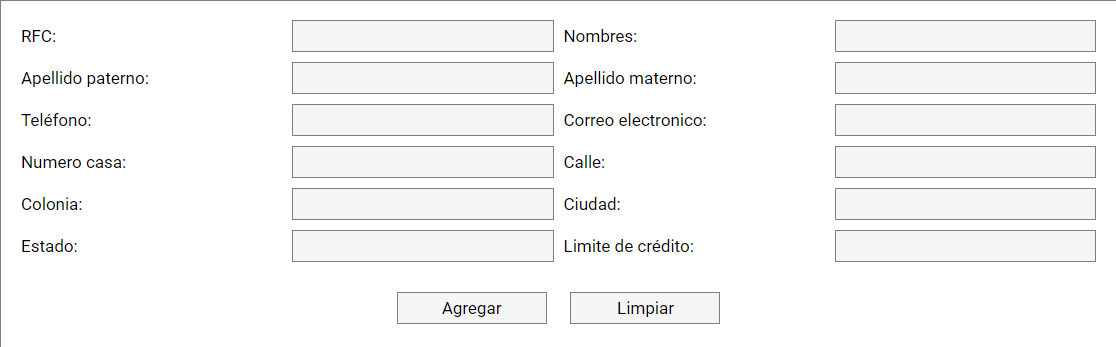 RFC: Nombres:
Apellido paterno: Apellido materno:
Teléfono: Correo electronico:
Numero casa: Calle:
Colonia: Ciudad:
Estado: Limite de crédito:
Agregar Limpiar